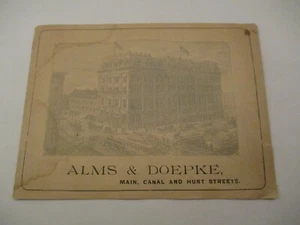 ALMS & DOEPKE,
MAIN, CANAL AND HUNT STREETS.